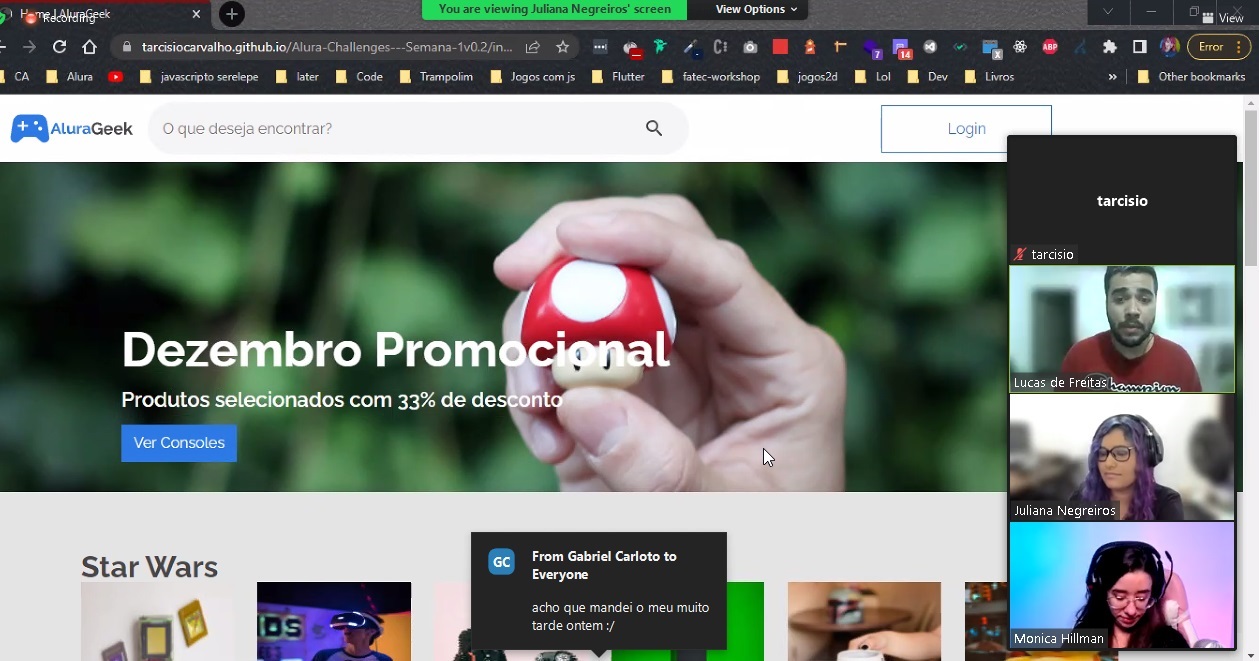 Home | AluraGeek
Recording
You are viewing Juliana Negreiros' screen
View Options
View
tarcisiocarvalho.github.io/Alura-Challenges---Semana-1v0.2/in...
7
14
X
ABP
Error
CA
Alura
javascripto serelepe
later
Code
Trampolim
Jogos com js
Flutter
fatec-workshop
jogos2d
Lol
Dev
Livros
»
Other bookmarks
AluraGeek
O que deseja encontrar?
Login
tarcisio
tarcisio
Lucas de Freitas
Juliana Negreiros
Monica Hillman
Dezembro Promocional
Produtos selecionados com 33% de desconto
Ver Consoles
Star Wars
GC
From Gabriel Carloto to
Everyone
acho que mandei o meu muito
tarde ontem :/